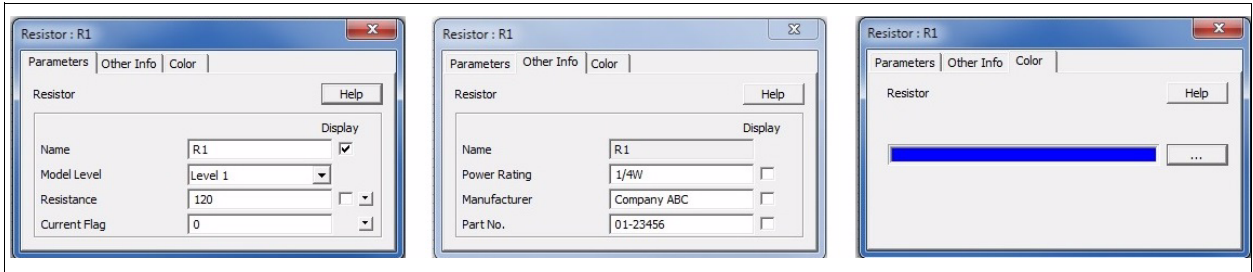 Resistor : R1
Parameters Other Info Color
Resistor Help
Display
Name R1
Model Level Level 1
Resistance 120
Current Flag 0
Resistor : R1
Parameters Other Info Color
Resistor Help
Display
Name R1
Power Rating 1/4W
Manufacturer Company ABC
Part No. 01-23456
Resistor : R1
Parameters Other Info Color
Resistor Help
...